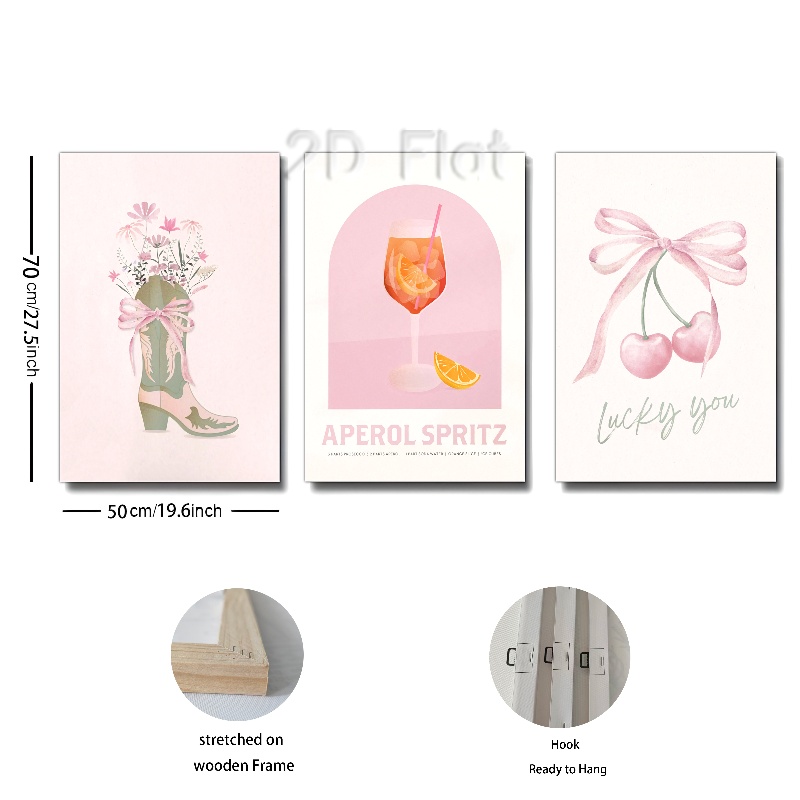 2D Flat
70 cm/27.5inch
50 cm/19.6inch
APEROL SPRITZ
Lucky you
stretched on
wooden Frame
Hook
Ready to Hang